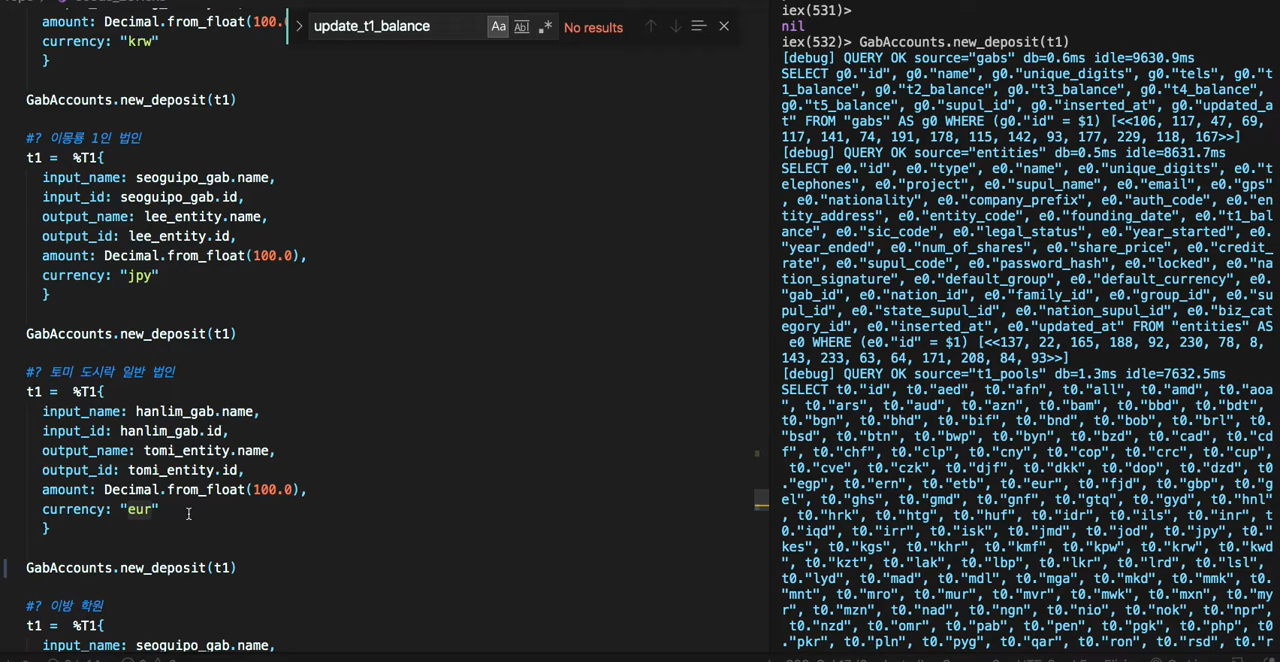 amount: Decimal.from_float(100.
currency: "krw"
}
GabAccounts.new_deposit(t1)
#? 이몽룡 1인 법인
t1 =  %T1{
input_name: seoguipo_gab.name,
input_id: seoguipo_gab.id,
output_name: lee_entity.name,
output_id: lee_entity.id,
amount: Decimal.from_float(100.0),
currency: "jpy"
}
GabAccounts.new_deposit(t1)
#? 토미 도시락 일반 법인
t1 =  %T1{
input_name: hanlim_gab.name,
input_id: hanlim_gab.id,
output_name: tomi_entity.name,
output_id: tomi_entity.id,
amount: Decimal.from_float(100.0),
currency: "eur"
}
GabAccounts.new_deposit(t1)
#? 이방 학원
t1 =  %T1{
input_name: seoguipo_gab.name,
update_t1_balance
Aa
Abl
.*
No results
iex(531)>
nil
iex(532)> GabAccounts.new_deposit(t1)
[debug] QUERY OK source="gabs" db=0.6ms idle=9630.9ms
SELECT g0."id", g0."name", g0."unique_digits", g0."tels", g0."t
1_balance", g0."t2_balance", g0."t3_balance", g0."t4_balance",
g0."t5_balance", g0."supul_id", g0."inserted_at", g0."updated_a
t" FROM "gabs" AS g0 WHERE (g0."id" = $1) [<<106, 117, 47, 69,
117, 141, 74, 191, 178, 115, 142, 93, 177, 229, 118, 167>>]
[debug] QUERY OK source="entities" db=0.5ms idle=8631.7ms
SELECT e0."id", e0."type", e0."name", e0."unique_digits", e0."t
elephones", e0."project", e0."supul_name", e0."email", e0."gps"
, e0."nationality", e0."company_prefix", e0."auth_code", e0."en
tity_address", e0."entity_code", e0."founding_date", e0."t1_bal
ance", e0."sic_code", e0."legal_status", e0."year_started", e0.
"year_ended", e0."num_of_shares", e0."share_price", e0."credit_
rate", e0."supul_code", e0."password_hash", e0."locked", e0."na
tion_signature", e0."default_group", e0."default_currency", e0.
"gab_id", e0."nation_id", e0."family_id", e0."group_id", e0."su
pul_id", e0."state_supul_id", e0."nation_supul_id", e0."biz_cat
egory_id", e0."inserted_at", e0."updated_at" FROM "entities" AS
e0 WHERE (e0."id" = $1) [<<137, 22, 165, 188, 92, 230, 78, 8,
143, 233, 63, 64, 171, 208, 84, 93>>]
[debug] QUERY OK source="t1_pools" db=1.3ms idle=7632.5ms
SELECT t0."id", t0."aed", t0."afn", t0."all", t0."amd", t0."aoa
", t0."ars", t0."aud", t0."azn", t0."bam", t0."bbd", t0."bdt",
t0."bgn", t0."bhd", t0."bif", t0."bnd", t0."bob", t0."brl", t0.
"bsd", t0."btn", t0."bwp", t0."byn", t0."bzd", t0."cad", t0."cd
f", t0."chf", t0."clp", t0."cny", t0."cop", t0."crc", t0."cup",
t0."cve", t0."czk", t0."djf", t0."dkk", t0."dop", t0."dzd", t0
."egp", t0."ern", t0."etb", t0."eur", t0."fjd", t0."gbp", t0."g
el", t0."ghs", t0."gmd", t0."gnf", t0."gtq", t0."gyd", t0."hnl"
, t0."hrk", t0."htg", t0."huf", t0."idr", t0."ils", t0."inr", t
0."iqd", t0."irr", t0."isk", t0."jmd", t0."jod", t0."jpy", t0."
kes", t0."kgs", t0."khr", t0."kmf", t0."kpw", t0."krw", t0."kwd
", t0."kzt", t0."lak", t0."lbp", t0."lkr", t0."lrd", t0."lsl",
t0."lyd", t0."mad", t0."mdl", t0."mga", t0."mkd", t0."mmk", t0.
"mnt", t0."mro", t0."mur", t0."mvr", t0."mwk", t0."mxn", t0."my
r", t0."mzn", t0."nad", t0."ngn", t0."nio", t0."nok", t0."npr",
t0."nzd", t0."omr", t0."pab", t0."pen", t0."pgk", t0."php", t0
."pkr", t0."pln", t0."pyg", t0."qar", t0."ron", t0."rsd", t0."r